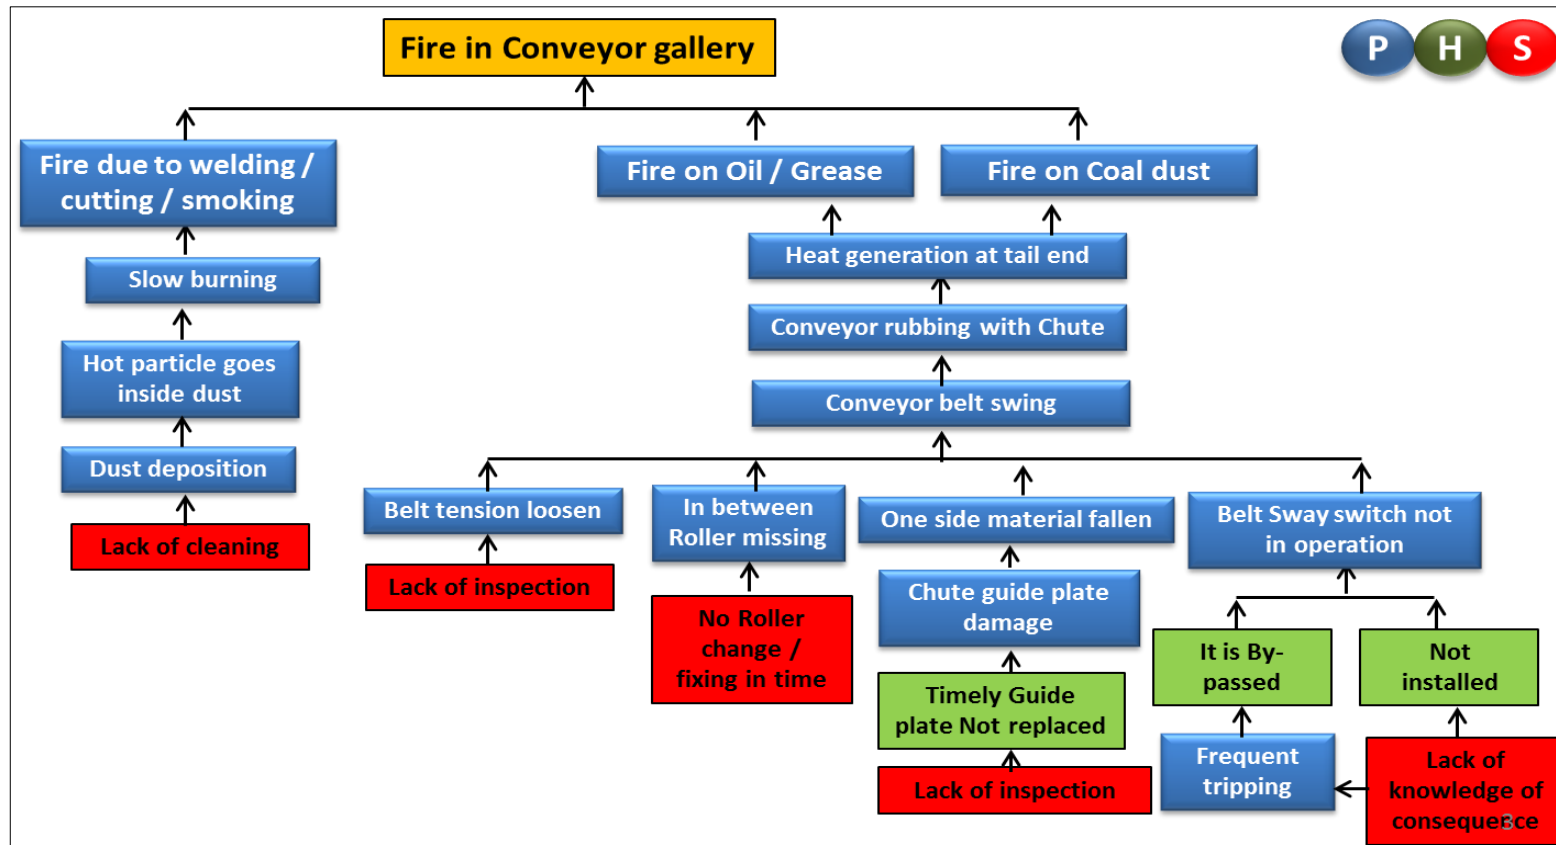 Fire in Conveyor gallery
P H S
Fire due to welding /
cutting / smoking
Fire on Oil / Grease
Fire on Coal dust
Slow burning
Heat generation at tail end
Hot particle goes
inside dust
Conveyor rubbing with Chute
Conveyor belt swing
Dust deposition
Lack of cleaning
Belt tension loosen
Lack of inspection
In between
Roller missing
No Roller
change /
fixing in time
One side material fallen
Chute guide plate
damage
Timely Guide
plate Not replaced
Lack of inspection
Belt Sway switch not
in operation
It is By-
passed
Not
installed
Frequent
tripping
Lack of
knowledge of
consequence
3